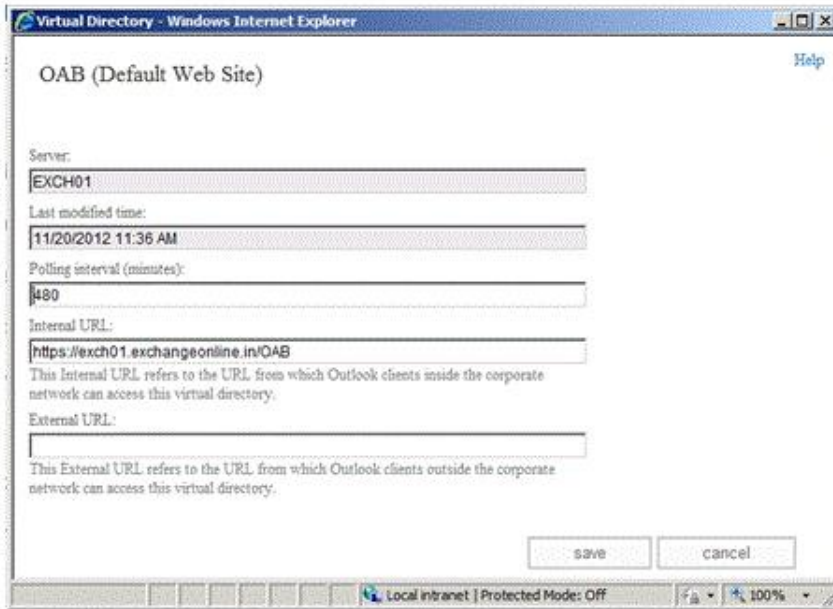 Virtual Directory - Windows Internet Explorer
Help
OAB (Default Web Site)
Server:
EXCH01
Last modified time:
11/20/2012 11:36 AM
Polling interval (minutes):
480
Internal URL:
https://exch01.exchangeonline.in/OAB
This Internal URL refers to the URL from which Outlook clients inside the corporate
network can access this virtual directory.
External URL:
This External URL refers to the URL from which Outlook clients outside the corporate
network can access this virtual directory.
save cancel
Local intranet | Protected Mode: Off 100%